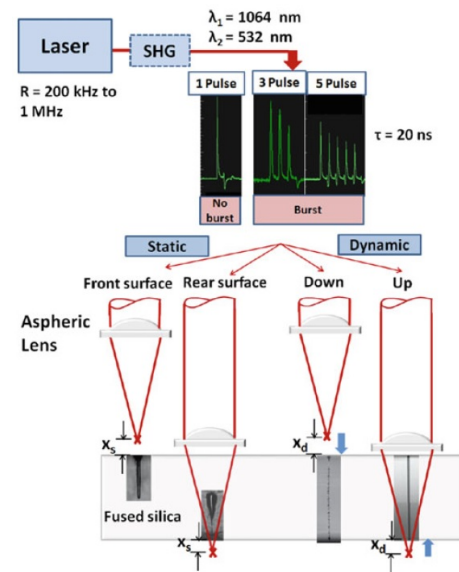 Laser
SHG
λ1 = 1064 nm
λ2 = 532 nm
R = 200 kHz to
1 MHz
1 Pulse
3 Pulse
5 Pulse
τ = 20 ns
No
burst
Burst
Static
Dynamic
Front surface
Rear surface
Down
Up
Aspheric
Lens
Xs
Xd
Fused silica
Xs
Xd